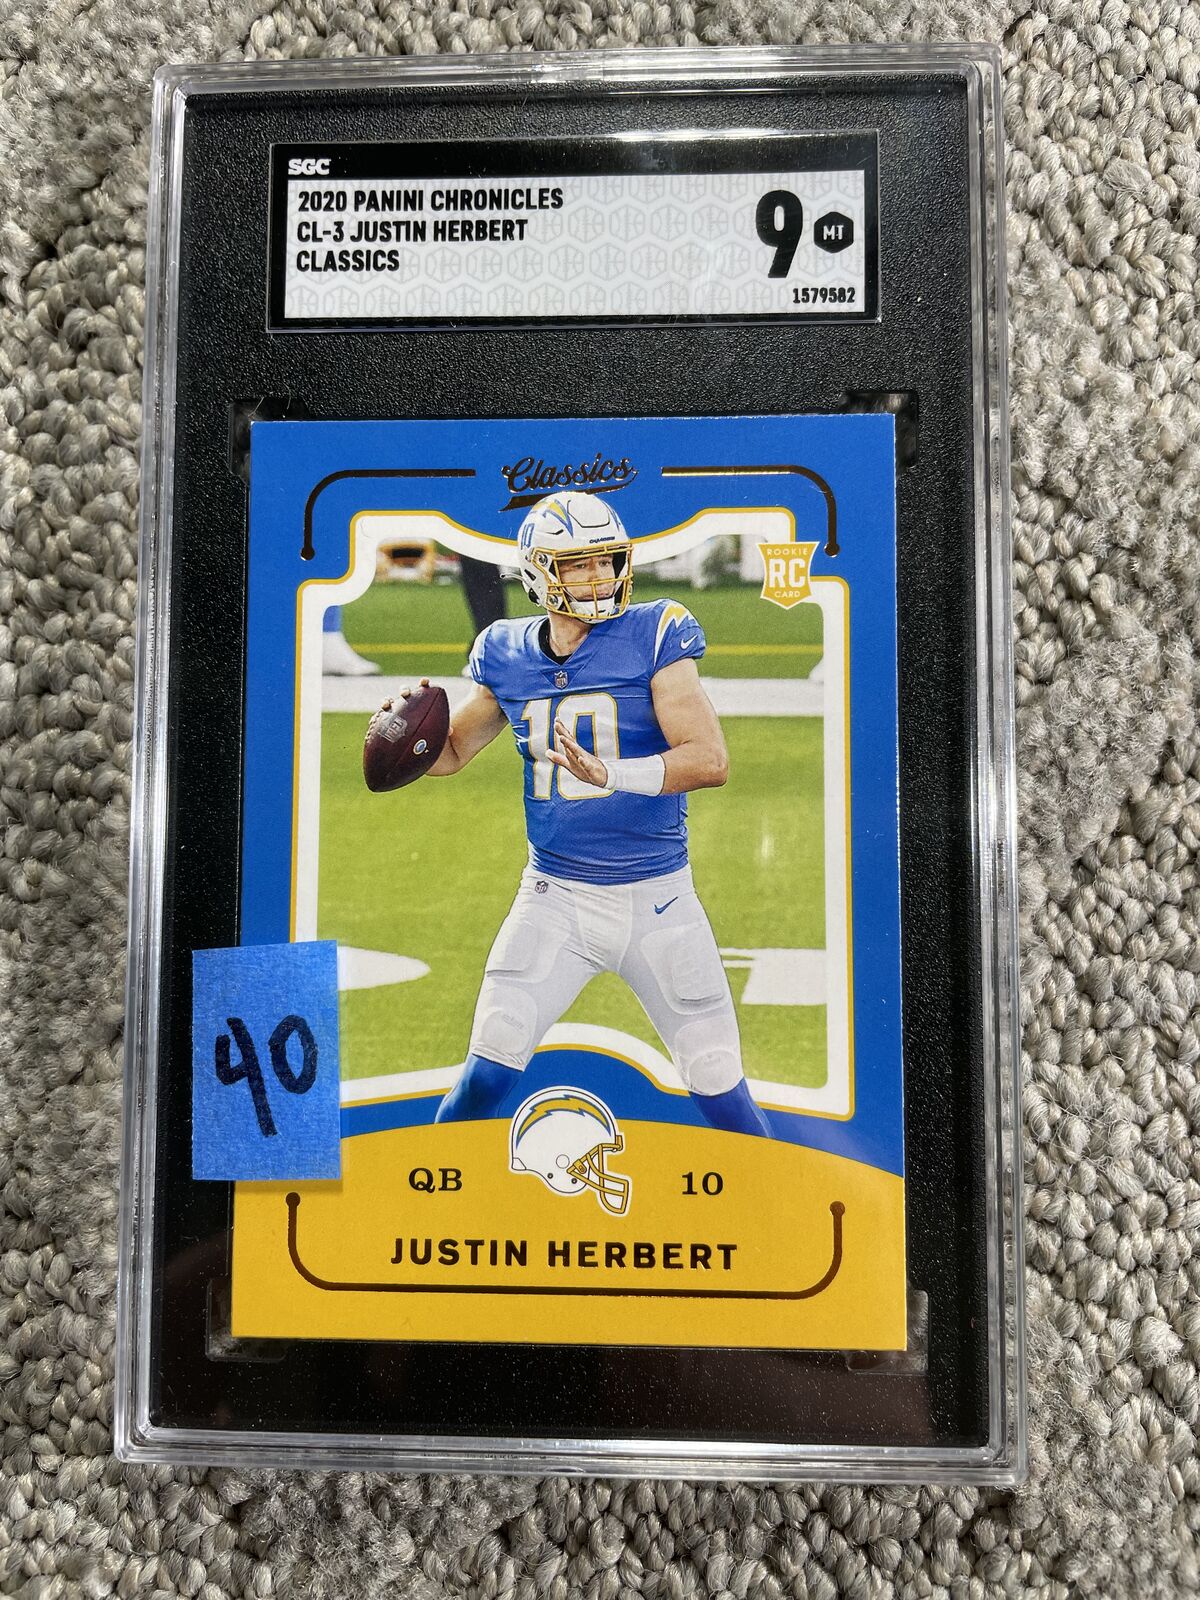 SGC
2020 PANINI CHRONICLES
CL-3 JUSTIN HERBERT
CLASSICS
9 MT
1579582
Classics
ROOKIE
RC
CARD
10
10
40
QB 10
JUSTIN HERBERT